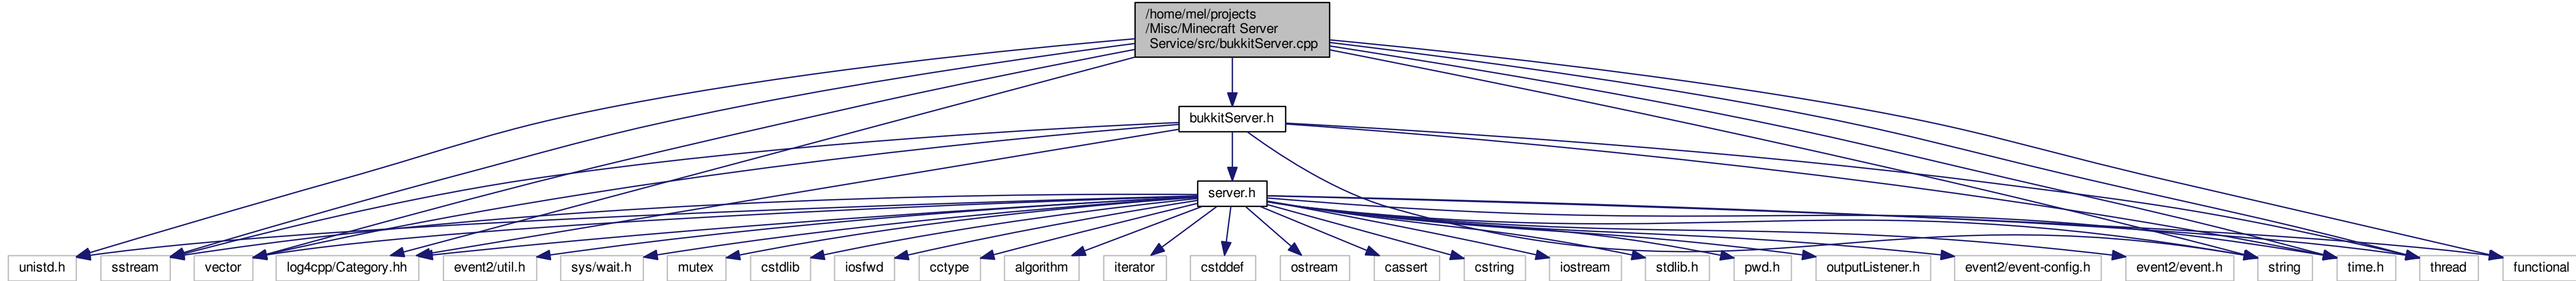 /home/mel/projects
/Misc/Minecraft Server
Service/src/bukkitServer.cpp
bukkitServer.h
server.h
unistd.h
sstream
vector
log4cpp/Category.hh
event2/util.h
sys/wait.h
mutex
cstdlib
iosfwd
cctype
algorithm
iterator
cstddef
ostream
cassert
cstring
iostream
stdlib.h
pwd.h
outputListener.h
event2/event-config.h
event2/event.h
string
time.h
thread
functional